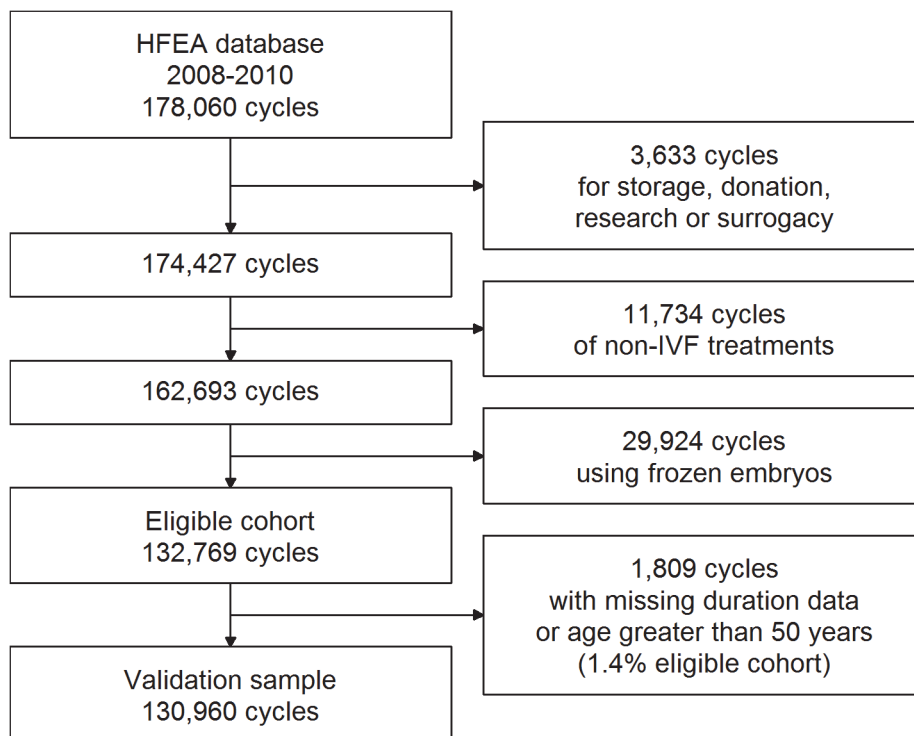 HFEA database
2008-2010
178,060 cycles
3,633 cycles
for storage, donation,
research or surrogacy
174,427 cycles
11,734 cycles
of non-IVF treatments
162,693 cycles
29,924 cycles
using frozen embryos
Eligible cohort
132,769 cycles
1,809 cycles
with missing duration data
or age greater than 50 years
(1.4% eligible cohort)
Validation sample
130,960 cycles